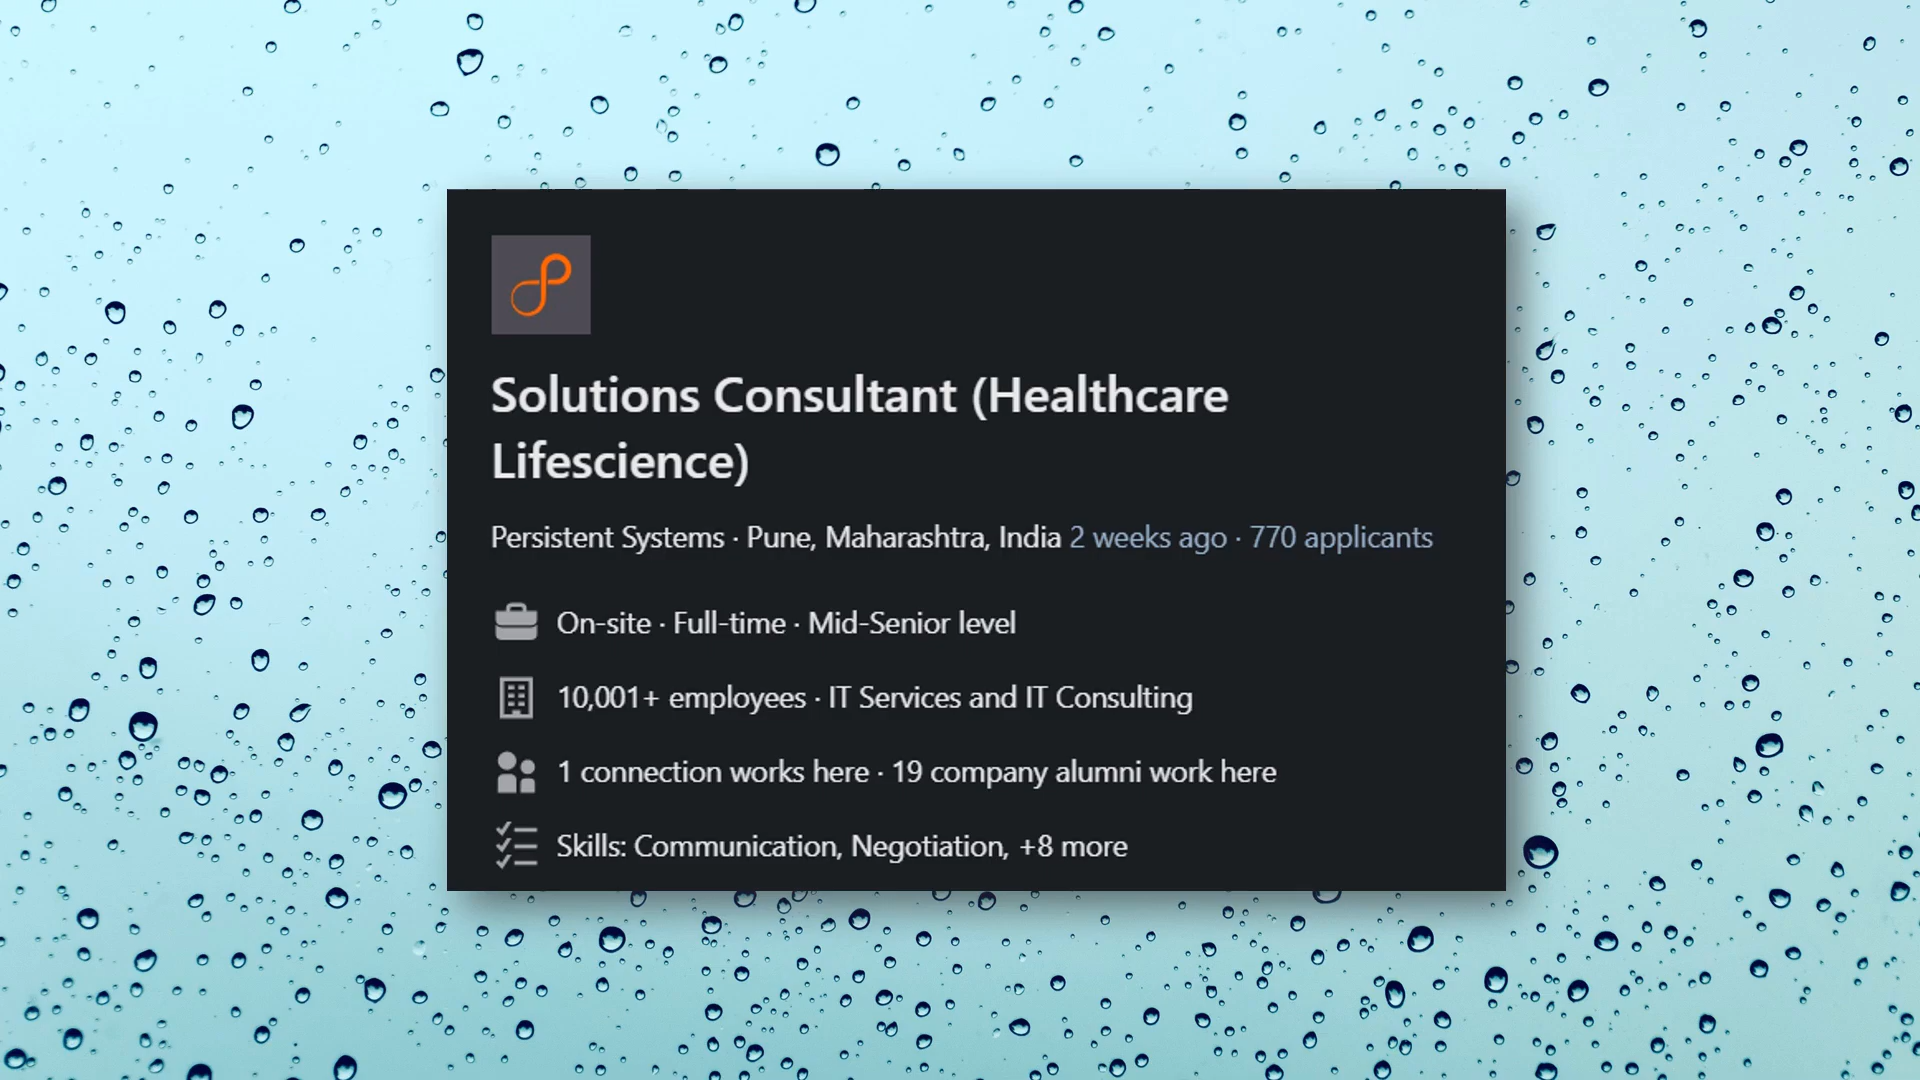 Solutions Consultant (Healthcare
Lifescience)
Persistent Systems · Pune, Maharashtra, India 2 weeks ago · 770 applicants
On-site · Full-time · Mid-Senior level
10,001+ employees · IT Services and IT Consulting
1 connection works here · 19 company alumni work here
Skills: Communication, Negotiation, +8 more